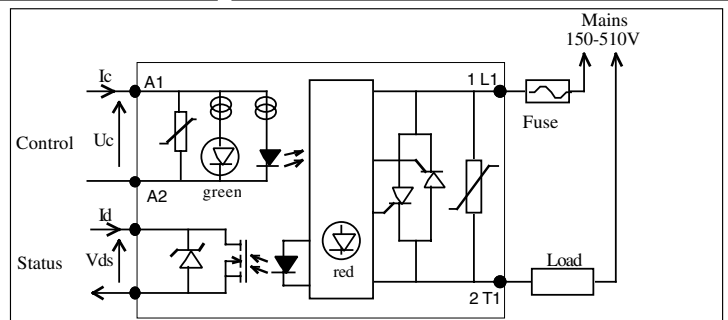 Mains
150-510V
Ic
A1
1 L1
Fuse
Control
Uc
A2
green
Id
Status
Vds
red
Load
2 T1